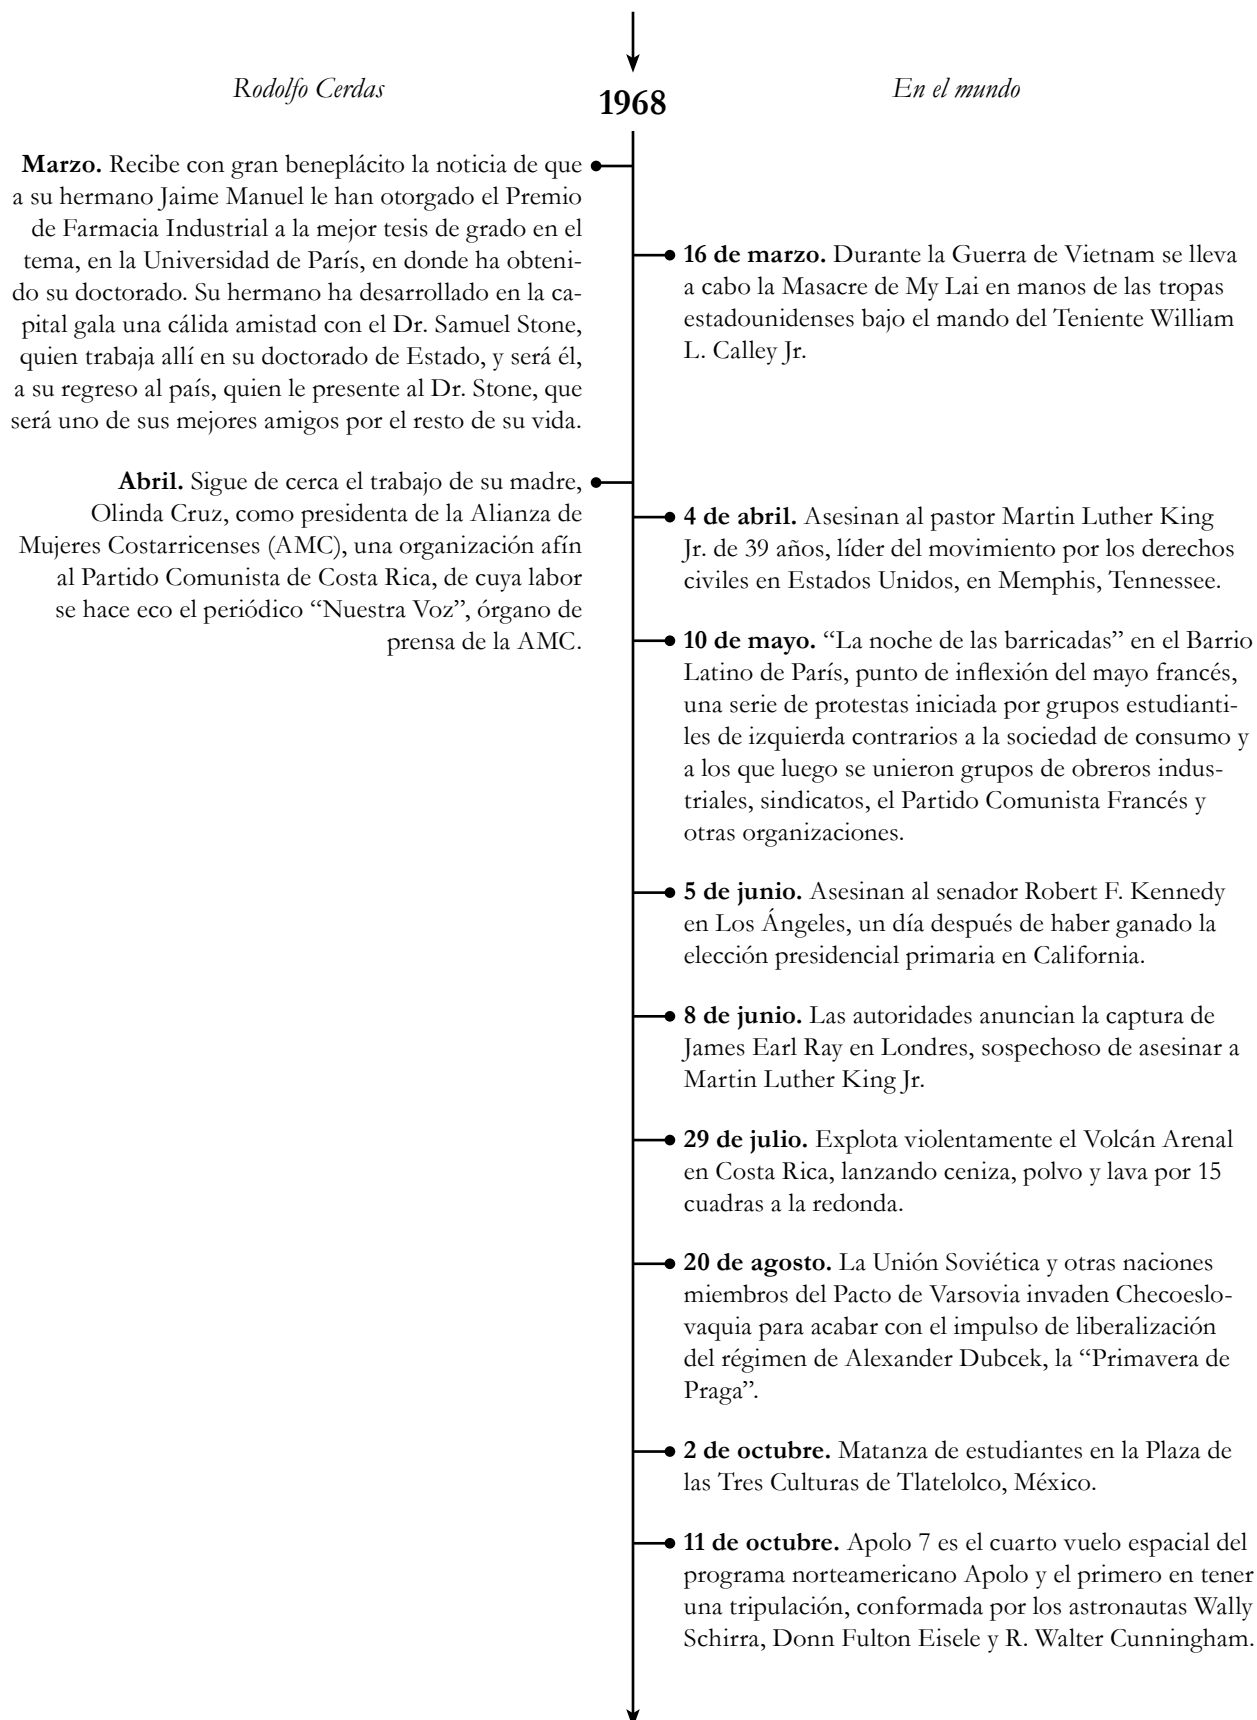 Rodolfo Cerdas
1968
En el mundo
Marzo. Recibe con gran beneplácito la noticia de que
a su hermano Jaime Manuel le han otorgado el Premio
de Farmacia Industrial a la mejor tesis de grado en el
tema, en la Universidad de París, en donde ha obteni-
do su doctorado. Su hermano ha desarrollado en la ca-
pital gala una cálida amistad con el Dr. Samuel Stone,
quien trabaja allí en su doctorado de Estado, y será él,
a su regreso al país, quien le presente al Dr. Stone, que
será uno de sus mejores amigos por el resto de su vida.
Abril. Sigue de cerca el trabajo de su madre,
Olinda Cruz, como presidenta de la Alianza de
Mujeres Costarricenses (AMC), una organización afín
al Partido Comunista de Costa Rica, de cuya labor
se hace eco el periódico “Nuestra Voz”, órgano de
prensa de la AMC.
16 de marzo. Durante la Guerra de Vietnam se lleva
a cabo la Masacre de My Lai en manos de las tropas
estadounidenses bajo el mando del Teniente William
L. Calley Jr.
4 de abril. Asesinan al pastor Martin Luther King
Jr. de 39 años, líder del movimiento por los derechos
civiles en Estados Unidos, en Memphis, Tennessee.
10 de mayo. “La noche de las barricadas” en el Barrio
Latino de París, punto de inflexión del mayo francés,
una serie de protestas iniciada por grupos estudianti-
les de izquierda contrarios a la sociedad de consumo y
a los que luego se unieron grupos de obreros indus-
triales, sindicatos, el Partido Comunista Francés y
otras organizaciones.
5 de junio. Asesinan al senador Robert F. Kennedy
en Los Ángeles, un día después de haber ganado la
elección presidencial primaria en California.
8 de junio. Las autoridades anuncian la captura de
James Earl Ray en Londres, sospechoso de asesinar a
Martin Luther King Jr.
29 de julio. Explota violentamente el Volcán Arenal
en Costa Rica, lanzando ceniza, polvo y lava por 15
cuadras a la redonda.
20 de agosto. La Unión Soviética y otras naciones
miembros del Pacto de Varsovia invaden Checoeslo-
vaquia para acabar con el impulso de liberalización
del régimen de Alexander Dubcek, la “Primavera de
Praga”.
2 de octubre. Matanza de estudiantes en la Plaza de
las Tres Culturas de Tlatelolco, México.
11 de octubre. Apolo 7 es el cuarto vuelo espacial del
programa norteamericano Apolo y el primero en tener
una tripulación, conformada por los astronautas Wally
Schirra, Donn Fulton Eisele y R. Walter Cunningham.